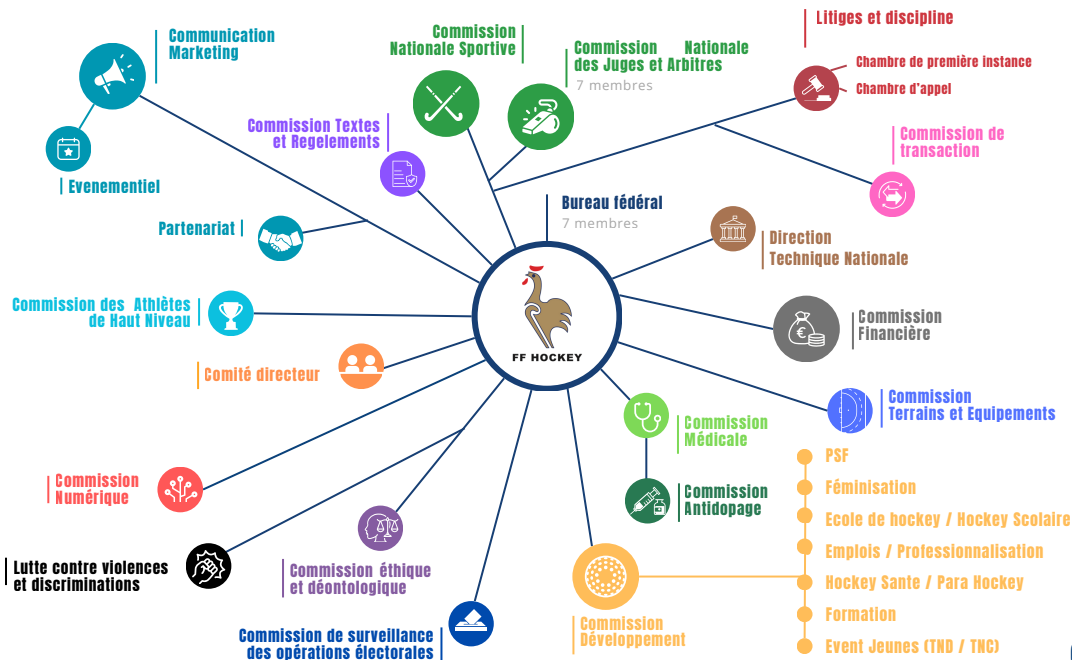 Communication
Marketing
Evenementiel
Partenariat
Commission Textes
et Regelements
Commission
Nationale Sportive
Commission Nationale
des Juges et Arbitres
7 membres
Litiges et discipline
Chambre de première instance
Chambre d'appel
Commission de
transaction
Bureau fédéral
7 membres
Direction
Technique Nationale
Commission des Athlètes
de Haut Niveau
FF HOCKEY
Commission
Financière
Comité directeur
Commission
Terrains et Equipements
Commission
Médicale
Commission
Antidopage
Commission
Numérique
Lutte contre violences
et discriminations
Commission éthique
et déontologique
Commission de surveillance
des opérations électorales
Commission
Développement
PSF
Féminisation
Ecole de hockey / Hockey Scolaire
Emplois / Professionnalisation
Hockey Sante / Para Hockey
Formation
Event Jeunes (TND / TNC)